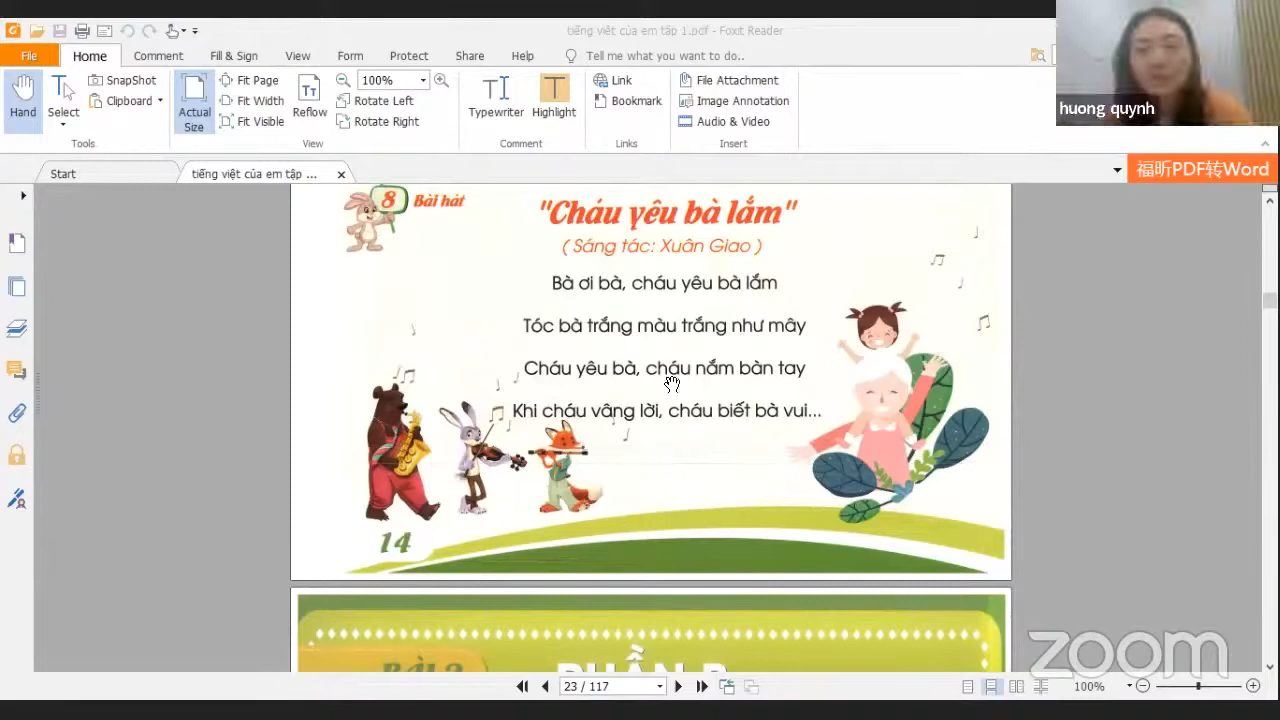 tiếng việt của em tập 1.pdf - Foxit Reader
File Home Comment Fill & Sign View Form Protect Share Help Tell me what you want to do..
Hand
Select
SnapShot
Clipboard
Tools
Actual Size
Fit Page
Fit Width
Fit Visible
Reflow
100%
Rotate Left
Rotate Right
View
Typewriter
Highlight
Comment
Link
Bookmark
Links
File Attachment
Image Annotation
Audio & Video
Insert
huong quynh
Start
tiếng việt của em tập ...
福昕PDF转Word
8 Bài hát
"Cháu yêu bà lắm"
( Sáng tác: Xuân Giao )
Bà ơi bà, cháu yêu bà lắm
Tóc bà trắng màu trắng như mây
Cháu yêu bà, cháu nắm bàn tay
Khi cháu vâng lời, cháu biết bà vui...
14
zoom
23 / 117
100%